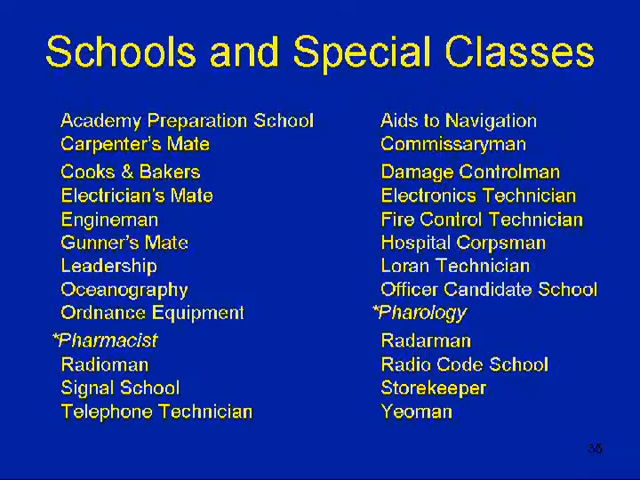 Schools and Special Classes
Academy Preparation School
Carpenter's Mate
Cooks & Bakers
Electrician's Mate
Engineman
Gunner's Mate
Leadership
Oceanography
Ordnance Equipment
*Pharmacist
Radioman
Signal School
Telephone Technician
Aids to Navigation
Commissaryman
Damage Controlman
Electronics Technician
Fire Control Technician
Hospital Corpsman
Loran Technician
Officer Candidate School
*Pharology
Radarman
Radio Code School
Storekeeper
Yeoman